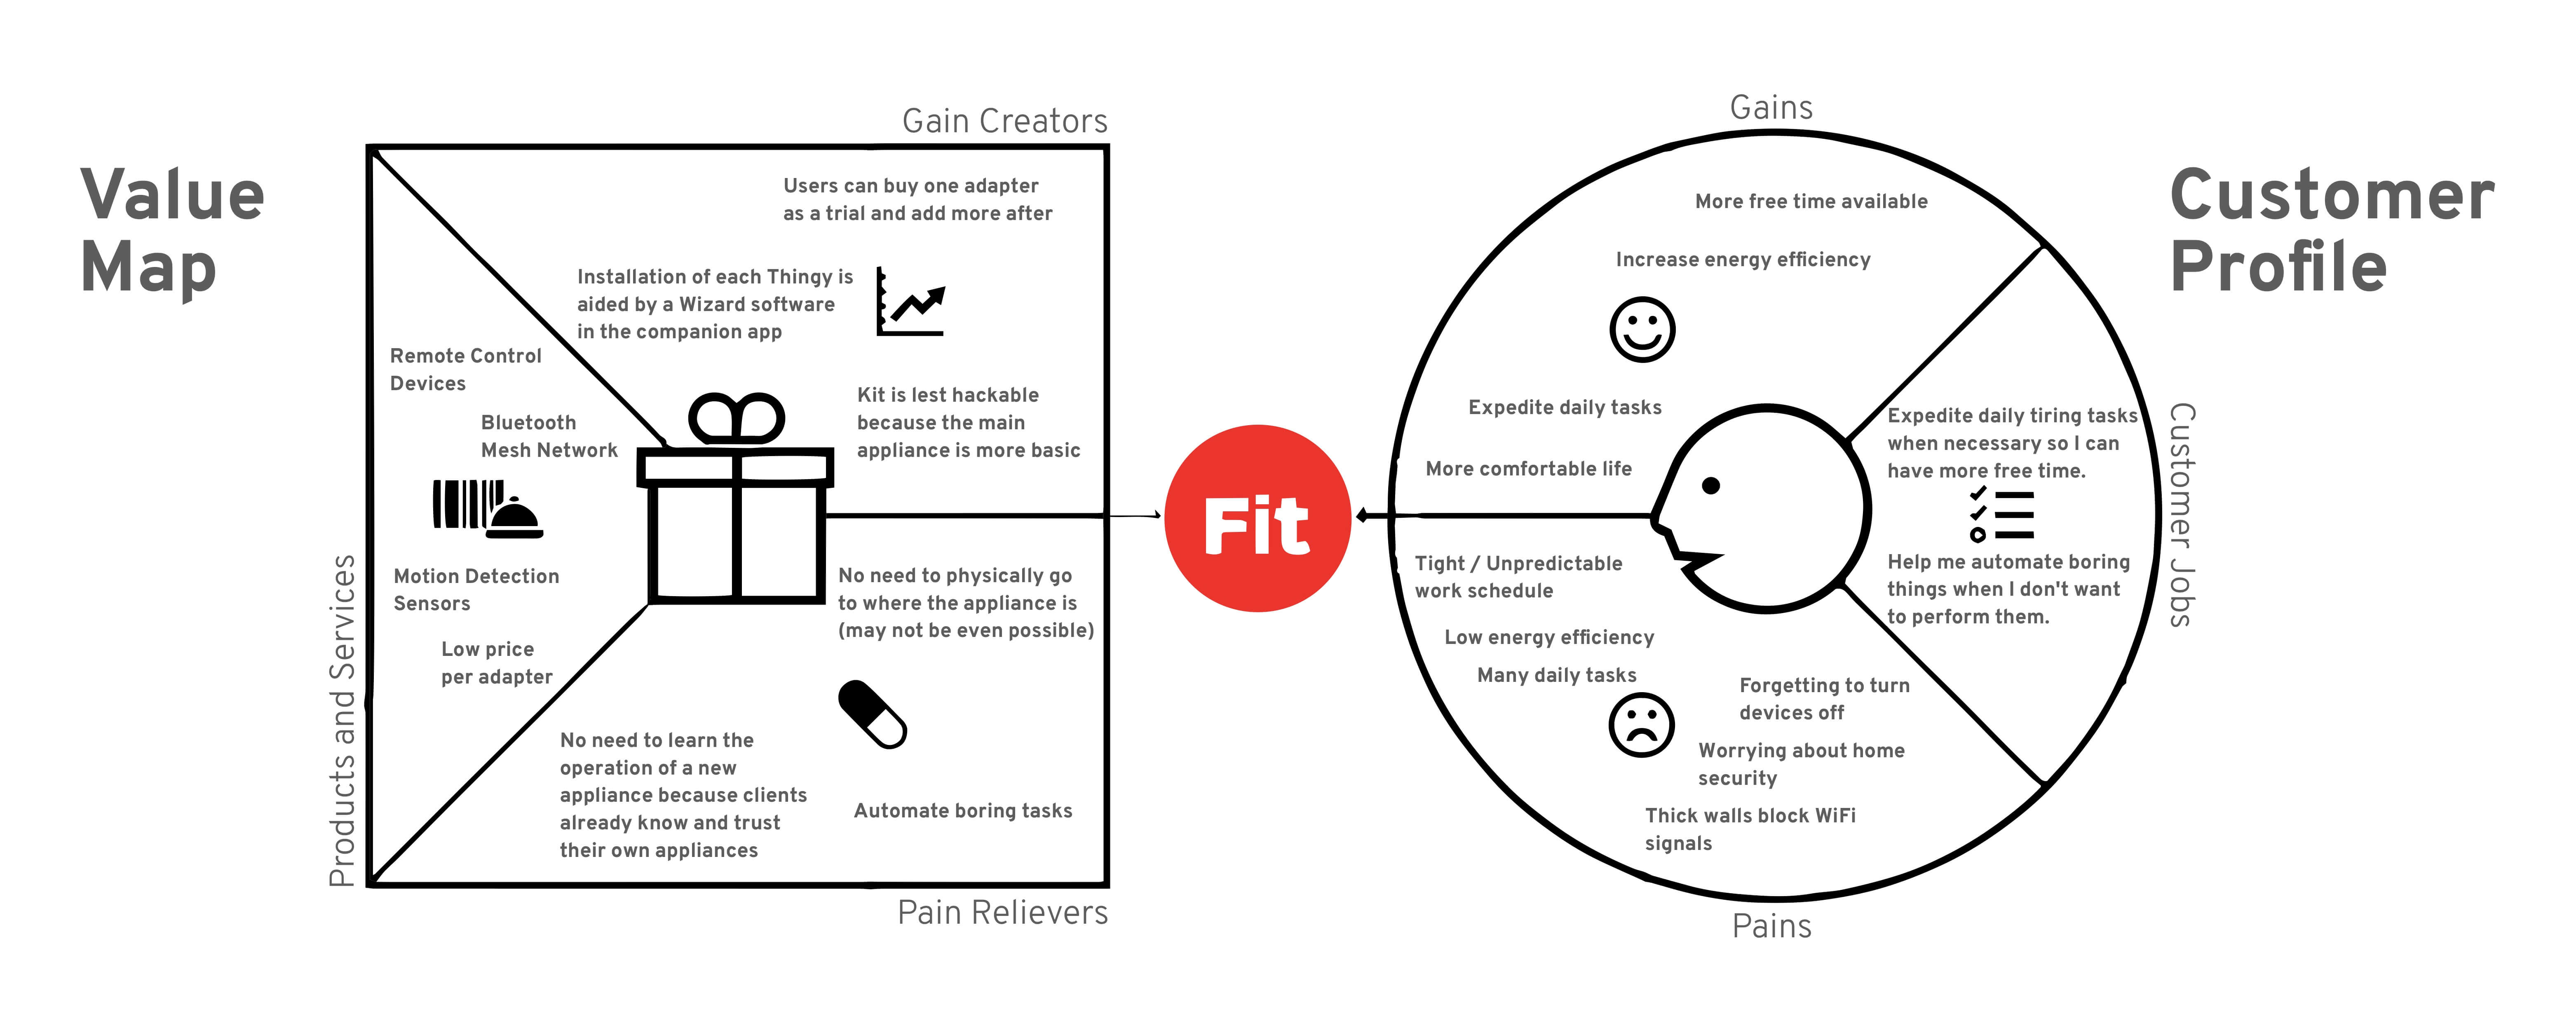 Value
Map
Gain Creators
Users can buy one adapter
as a trial and add more after
Installation of each Thingy is
aided by a Wizard software
in the companion app
Kit is lest hackable
because the main
appliance is more basic
Products and Services
Remote Control
Devices
Bluetooth
Mesh Network
Motion Detection
Sensors
Low price
per adapter
No need to physically go
to where the appliance is
(may not be even possible)
No need to learn the
operation of a new
appliance because clients
already know and trust
their own appliances
Automate boring tasks
Pain Relievers
Fit
Customer
Profile
Gains
More free time available
Increase energy efficiency
Expedite daily tasks
More comfortable life
Customer Jobs
Expedite daily tiring tasks
when necessary so I can
have more free time.
Help me automate boring
things when I don't want
to perform them.
Tight / Unpredictable
work schedule
Low energy efficiency
Many daily tasks
Forgetting to turn
devices off
Worrying about home
security
Thick walls block WiFi
signals
Pains